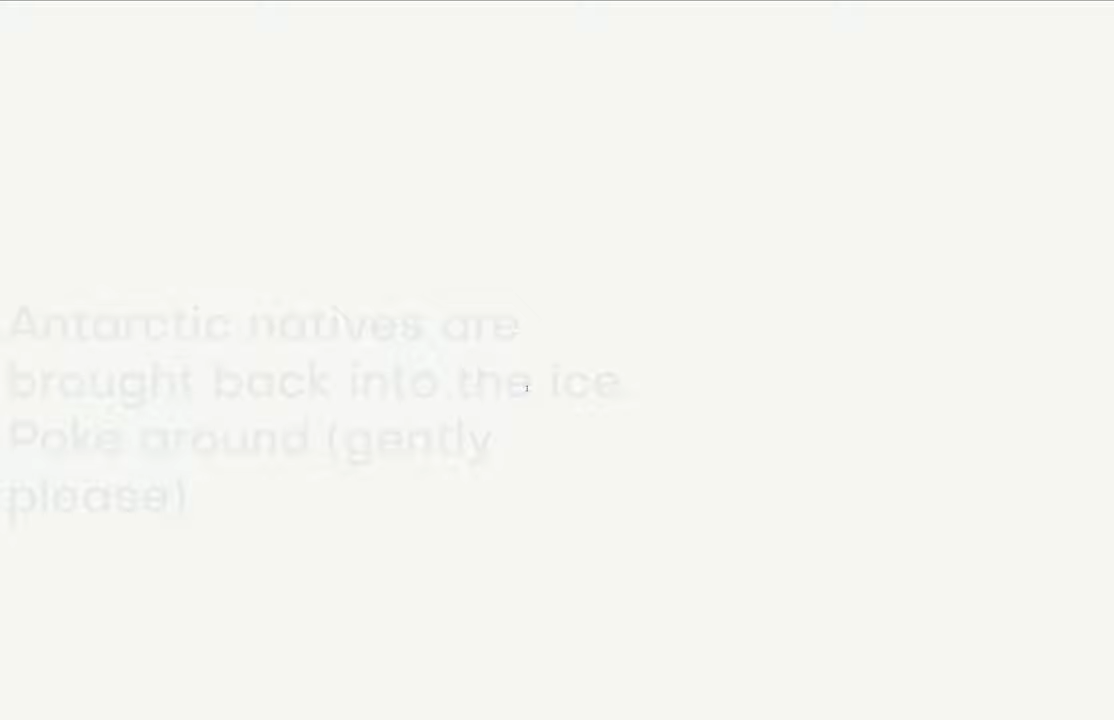 Antarctic natives are
brought back into the ice.
Poke around (gently
please)